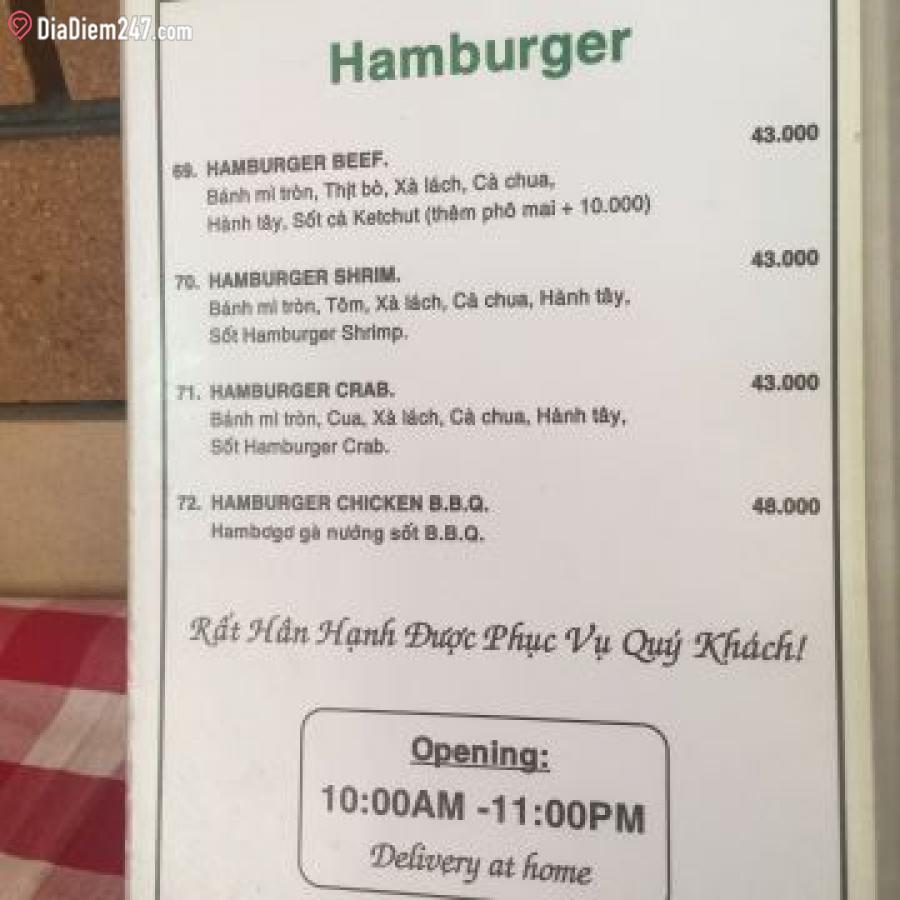 DiaDiem247.com
Hamburger
69. HAMBURGER BEEF. 43.000
Bánh mì tròn, Thịt bò, Xà lách, Cà chua,
Hành tây, Sốt cà Ketchut (thêm phô mai + 10.000)
70. HAMBURGER SHRIM. 43.000
Bánh mì tròn, Tôm, Xà lách, Cà chua, Hành tây,
Sốt Hamburger Shrimp.
71. HAMBURGER CRAB. 43.000
Bánh mì tròn, Cua, Xà lách, Cà chua, Hành tây,
Sốt Hamburger Crab.
72. HAMBURGER CHICKEN B.B.Q. 48.000
Hambơgơ gà nướng sốt B.B.Q.
Rất Hân Hạnh Được Phục Vụ Quý Khách!
Opening:
10:00AM -11:00PM
Delivery at home